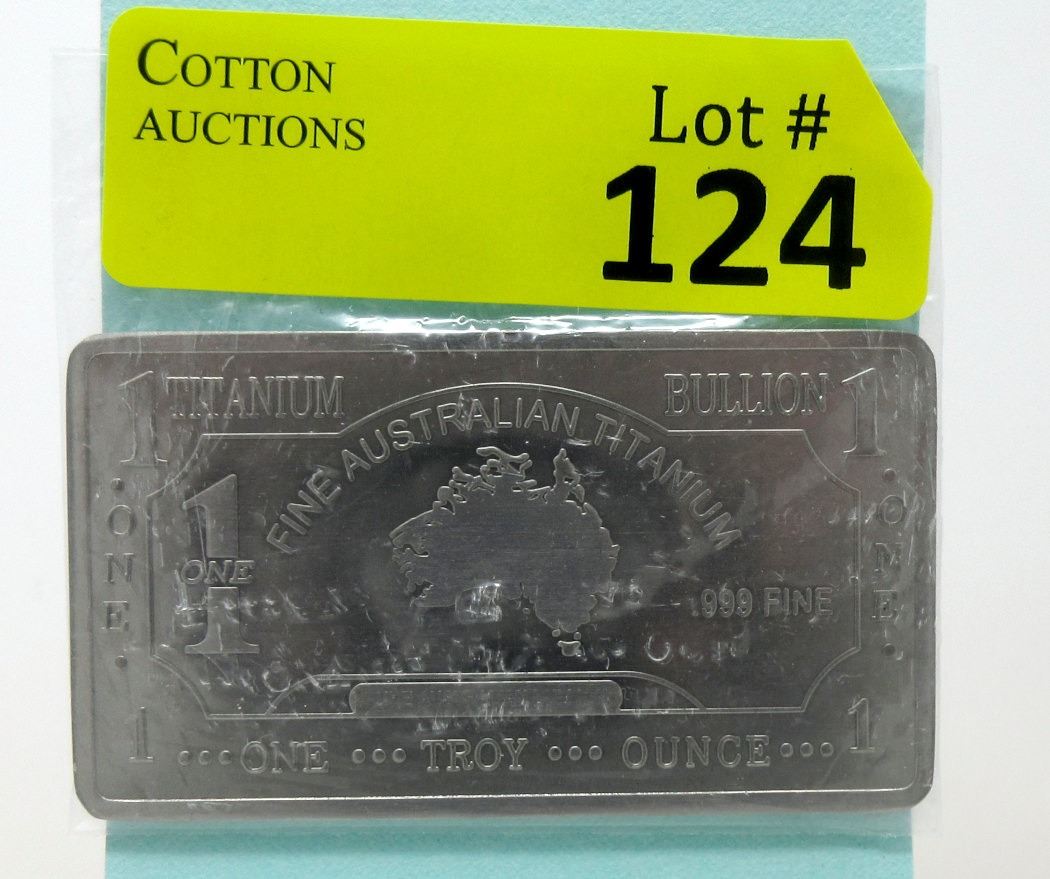 COTTON
AUCTIONS
Lot #
124
1 TITANIUM BULLION 1
FINE AUSTRALIAN TITANIUM
1
ONE
ONE
ONE
.999 FINE
1 ... ONE ... TROY ... OUNCE ... 1